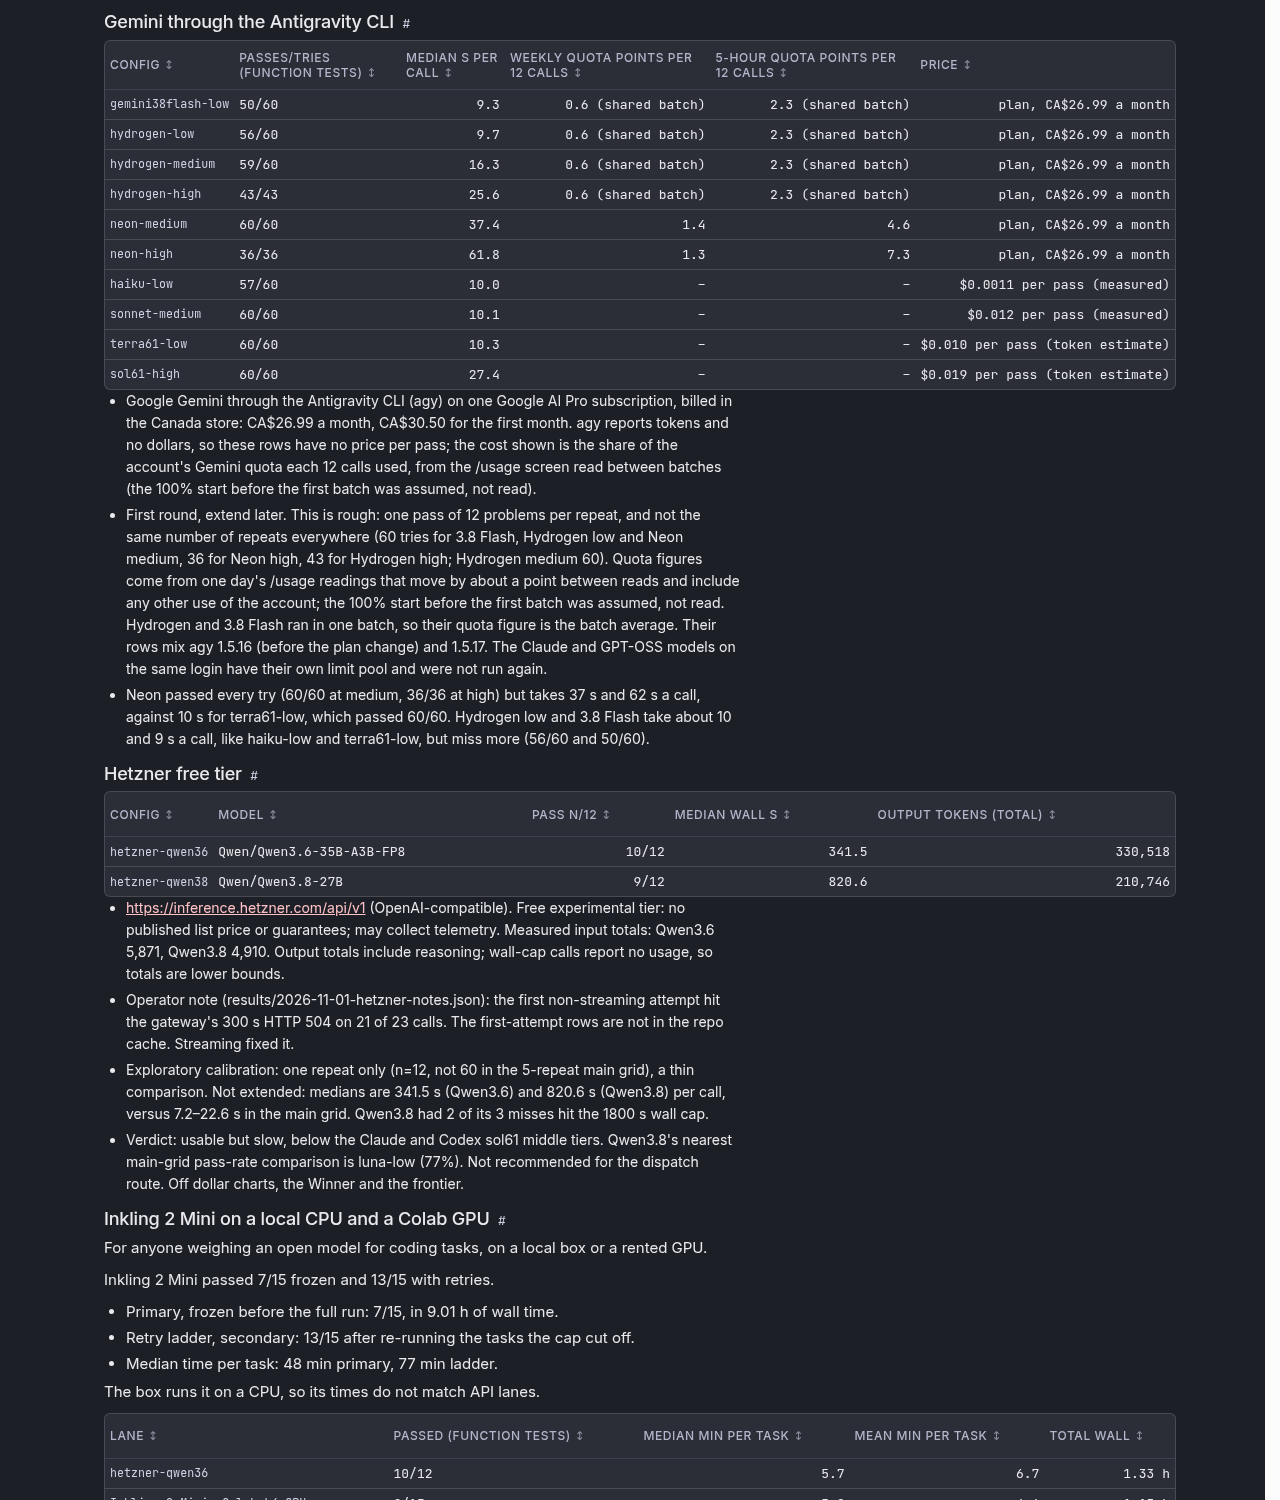 Gemini through the Antigravity CLI #
CONFIG ↕ PASSES/TRIES (FUNCTION TESTS) ↕ MEDIAN S PER CALL ↕ WEEKLY QUOTA POINTS PER 12 CALLS ↕ 5-HOUR QUOTA POINTS PER 12 CALLS ↕ PRICE ↕
gemini38flash-low 50/60 9.3 0.6 (shared batch) 2.3 (shared batch) plan, CA$26.99 a month
hydrogen-low 56/60 9.7 0.6 (shared batch) 2.3 (shared batch) plan, CA$26.99 a month
hydrogen-medium 59/60 16.3 0.6 (shared batch) 2.3 (shared batch) plan, CA$26.99 a month
hydrogen-high 43/43 25.6 0.6 (shared batch) 2.3 (shared batch) plan, CA$26.99 a month
neon-medium 60/60 37.4 1.4 4.6 plan, CA$26.99 a month
neon-high 36/36 61.8 1.3 7.3 plan, CA$26.99 a month
haiku-low 57/60 10.0 – – $0.0011 per pass (measured)
sonnet-medium 60/60 10.1 – – $0.012 per pass (measured)
terra61-low 60/60 10.3 – – $0.010 per pass (token estimate)
sol61-high 60/60 27.4 – – $0.019 per pass (token estimate)
• Google Gemini through the Antigravity CLI (agy) on one Google AI Pro subscription, billed in
the Canada store: CA$26.99 a month, CA$30.50 for the first month. agy reports tokens and
no dollars, so these rows have no price per pass; the cost shown is the share of the
account's Gemini quota each 12 calls used, from the /usage screen read between batches
(the 100% start before the first batch was assumed, not read).
• First round, extend later. This is rough: one pass of 12 problems per repeat, and not the
same number of repeats everywhere (60 tries for 3.8 Flash, Hydrogen low and Neon
medium, 36 for Neon high, 43 for Hydrogen high; Hydrogen medium 60). Quota figures
come from one day's /usage readings that move by about a point between reads and include
any other use of the account; the 100% start before the first batch was assumed, not read.
Hydrogen and 3.8 Flash ran in one batch, so their quota figure is the batch average. Their
rows mix agy 1.5.16 (before the plan change) and 1.5.17. The Claude and GPT-OSS models on
the same login have their own limit pool and were not run again.
• Neon passed every try (60/60 at medium, 36/36 at high) but takes 37 s and 62 s a call,
against 10 s for terra61-low, which passed 60/60. Hydrogen low and 3.8 Flash take about 10
and 9 s a call, like haiku-low and terra61-low, but miss more (56/60 and 50/60).
Hetzner free tier #
CONFIG ↕ MODEL ↕ PASS N/12 ↕ MEDIAN WALL S ↕ OUTPUT TOKENS (TOTAL) ↕
hetzner-qwen36 Qwen/Qwen3.6-35B-A3B-FP8 10/12 341.5 330,518
hetzner-qwen38 Qwen/Qwen3.8-27B 9/12 820.6 210,746
• https://inference.hetzner.com/api/v1 (OpenAI-compatible). Free experimental tier: no
published list price or guarantees; may collect telemetry. Measured input totals: Qwen3.6
5,871, Qwen3.8 4,910. Output totals include reasoning; wall-cap calls report no usage, so
totals are lower bounds.
• Operator note (results/2026-11-01-hetzner-notes.json): the first non-streaming attempt hit
the gateway's 300 s HTTP 504 on 21 of 23 calls. The first-attempt rows are not in the repo
cache. Streaming fixed it.
• Exploratory calibration: one repeat only (n=12, not 60 in the 5-repeat main grid), a thin
comparison. Not extended: medians are 341.5 s (Qwen3.6) and 820.6 s (Qwen3.8) per call,
versus 7.2–22.6 s in the main grid. Qwen3.8 had 2 of its 3 misses hit the 1800 s wall cap.
• Verdict: usable but slow, below the Claude and Codex sol61 middle tiers. Qwen3.8's nearest
main-grid pass-rate comparison is luna-low (77%). Not recommended for the dispatch
route. Off dollar charts, the Winner and the frontier.
Inkling 2 Mini on a local CPU and a Colab GPU #
For anyone weighing an open model for coding tasks, on a local box or a rented GPU.
Inkling 2 Mini passed 7/15 frozen and 13/15 with retries.
• Primary, frozen before the full run: 7/15, in 9.01 h of wall time.
• Retry ladder, secondary: 13/15 after re-running the tasks the cap cut off.
• Median time per task: 48 min primary, 77 min ladder.
The box runs it on a CPU, so its times do not match API lanes.
LANE ↕ PASSED (FUNCTION TESTS) ↕ MEDIAN MIN PER TASK ↕ MEAN MIN PER TASK ↕ TOTAL WALL ↕
hetzner-qwen36 10/12 5.7 6.7 1.33 h